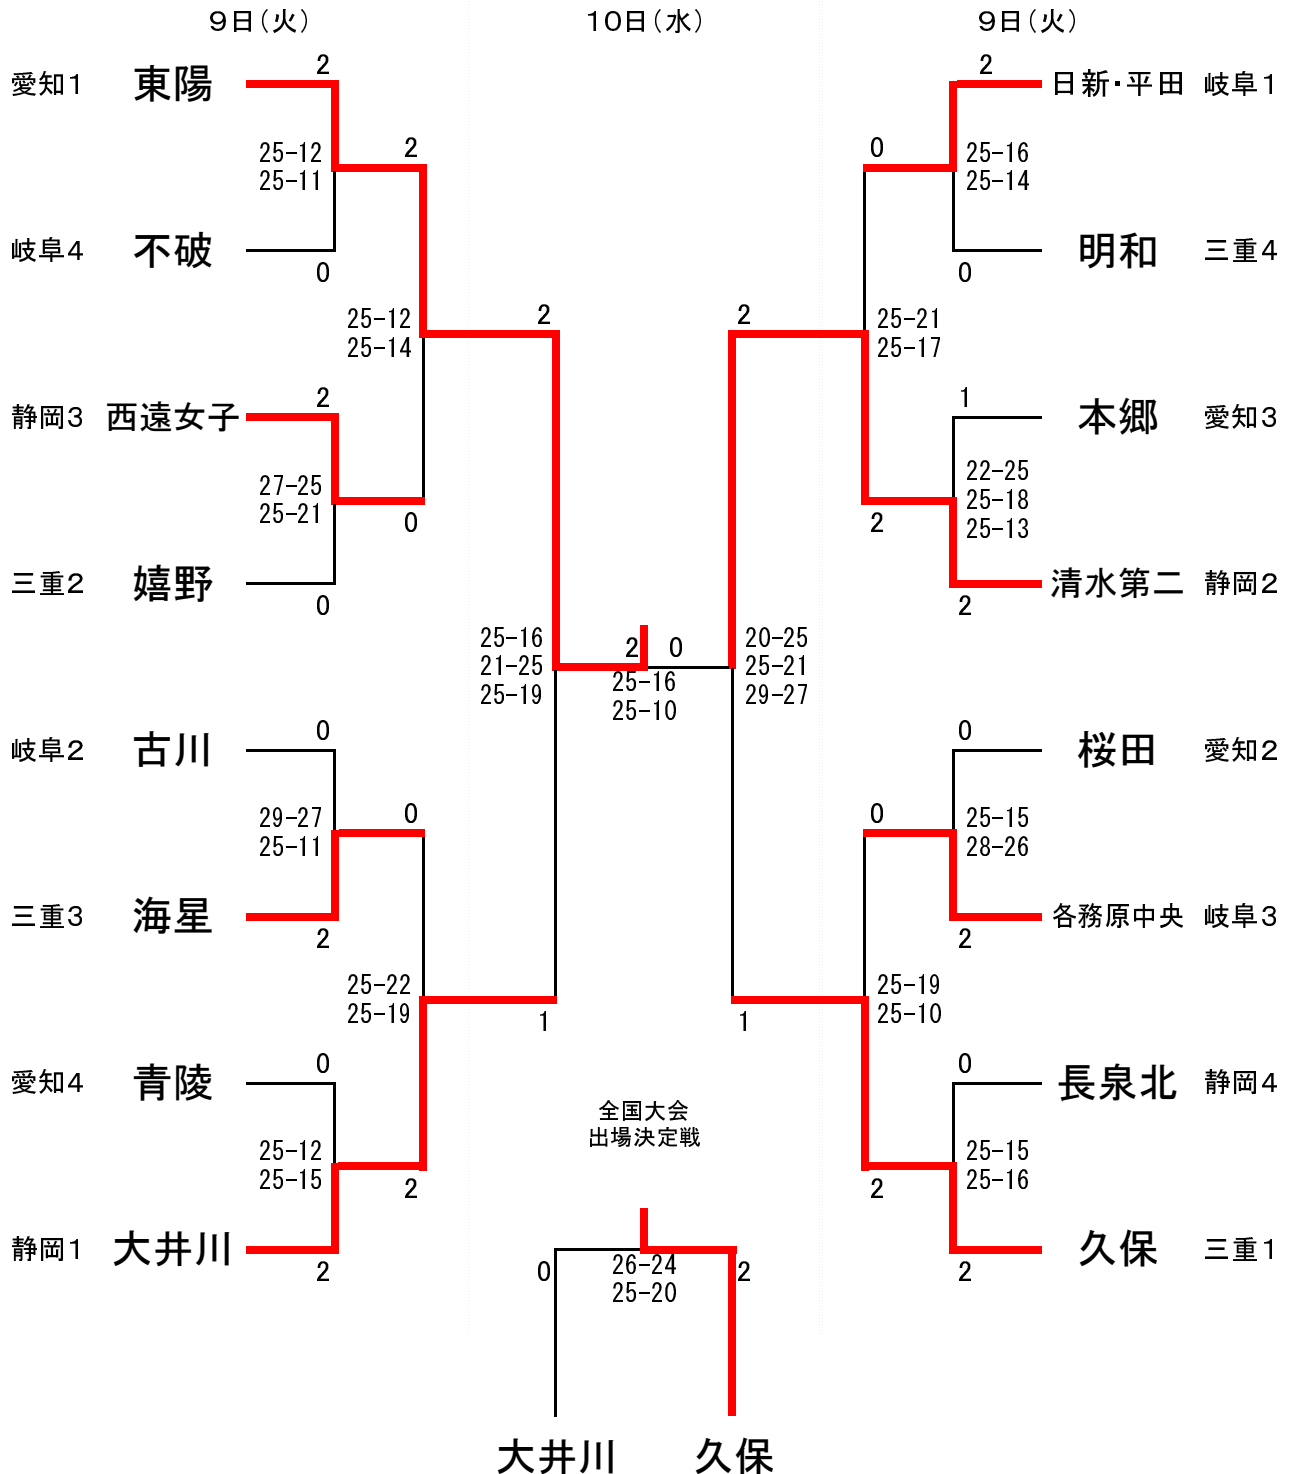 ９日（火） １０日（水） ９日（火）
2 2
愛知１ 東陽 日新・平田 岐阜１
2 0
25-12 25-16
25-11 25-14
岐阜４ 不破 明和 三重４
0 0
2 2
25-12 25-21
25-14 25-17
2 1
静岡３ 西遠女子 本郷 愛知３
27-25 22-25
25-21 25-18
0 2 25-13
三重２ 嬉野 清水第二 静岡２
0 2
25-16 2 0 20-25
21-25 25-16 25-21
25-19 25-10 29-27
0 0
岐阜２ 古川 桜田 愛知２
0 0
29-27 25-15
25-11 28-26
三重３ 海星 各務原中央 岐阜３
2 2
25-22 25-19
25-19 25-10
1 1
0 0
愛知４ 青陵 長泉北 静岡４
全国大会
出場決定戦
25-12 25-15
25-15 25-16
2 2
静岡１ 大井川 久保 三重１
2 2
0 26-24 2
25-20
大井川 久保